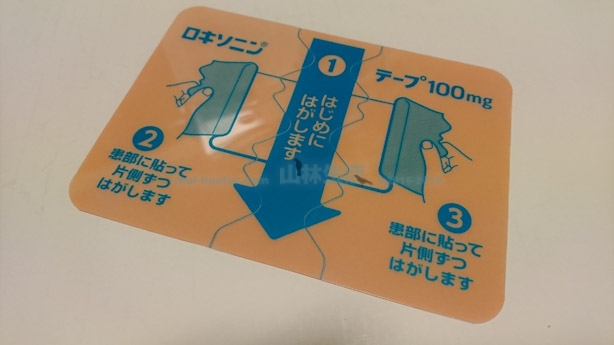 ロキソニン®
テープ100mg
1
はじめに
はがします
2
患部に貼って
片側ずつ
はがします
3
患部に貼って
片側ずつ
はがします